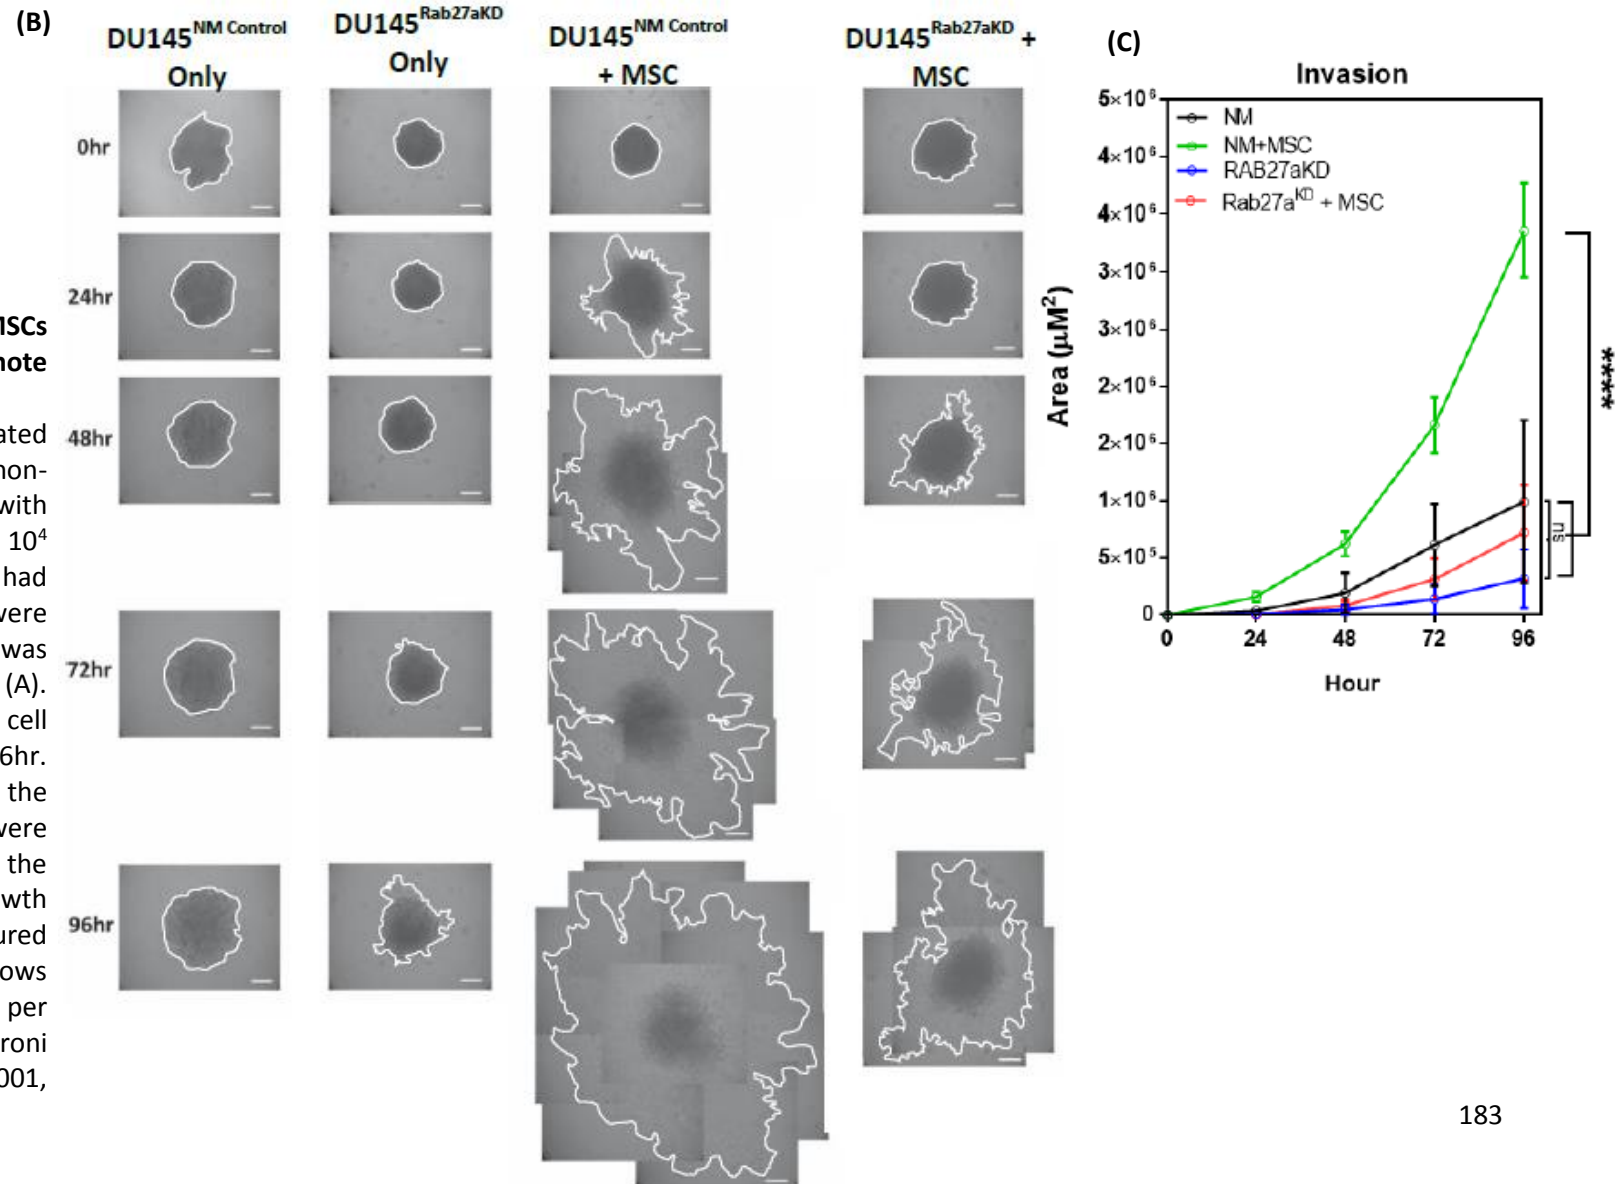 (B)
DU145NM Control
Only
DU145Rab27aKD
Only
DU145NM Control
+ MSC
DU145Rab27aKD +
MSC
0hr
24hr
48hr
72hr
96hr
MSCs
note
ated
non-
with
10⁴
had
were
was
(A).
cell
6hr.
the
were
the
wth
ured
ows
per
roni
001,
(C)
Invasion
NM
NM+MSC
RAB27aKD
Rab27aKD + MSC
5×10⁶
4×10⁶
4×10⁶
3×10⁶
3×10⁶
2×10⁶
2×10⁶
1×10⁶
5×10⁵
0
Area (µM²)
0 24 48 72 96
Hour
****
ns
183